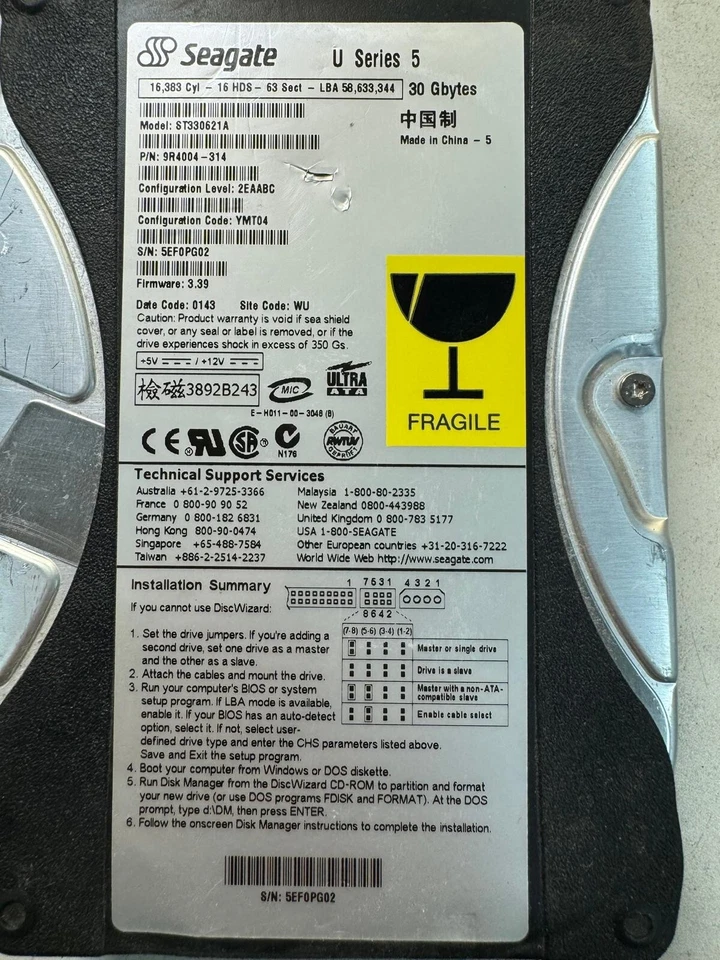 Seagate U Series 5
16,383 Cyl - 16 HDS- 63 Sect - LBA 58,633,344 30 Gbytes
Model: ST330621A
中国制
Made in China - 5
P/N: 9R4004-314
Configuration Level: 2EAABC
Configuration Code: YMT04
S/N: 5EF0PG02
Firmware: 3.39
Date Code: 0143 Site Code: WU
Caution: Product warranty is void if sea shield
cover, or any seal or label is removed, or if the
drive experiences shock in excess of 350 Gs.
+5V / +12V
檢磁3892B243
MIC
ULTRA
ATA
E-H011-00-3048 (B)
FRAGILE
CE
N176
BAUART
RWTUV
GEPRÜFT
Technical Support Services
Australia +61-2-9725-3366
France 0 800-90 90 52
Germany 0 800-182 6831
Hong Kong 800-90-0474
Singapore +65-488-7584
Taiwan +886-2-2514-2237
Malaysia 1-800-80-2335
New Zealand 0800-443988
United Kingdom 0 800-783 5177
USA 1-800-SEAGATE
Other European countries +31-20-316-7222
World Wide Web http://www.seagate.com
Installation Summary
If you cannot use DiscWizard:
1 7531 4321
8642
(7-8) (5-6) (3-4) (1-2)
Master or single drive
Drive is a slave
Master with a non-ATA-
compatible slave
Enable cable select
1. Set the drive jumpers. If you're adding a
second drive, set one drive as a master
and the other as a slave.
2. Attach the cables and mount the drive.
3. Run your computer's BIOS or system
setup program. If LBA mode is available,
enable it. If your BIOS has an auto-detect
option, select it. If not, select user-
defined drive type and enter the CHS parameters listed above.
Save and Exit the setup program.
4. Boot your computer from Windows or DOS diskette.
5. Run Disk Manager from the DiscWizard CD-ROM to partition and format
your new drive (or use DOS programs FDISK and FORMAT). At the DOS
prompt, type d:\DM, then press ENTER.
6. Follow the onscreen Disk Manager instructions to complete the installation.
S/N: 5EF0PG02